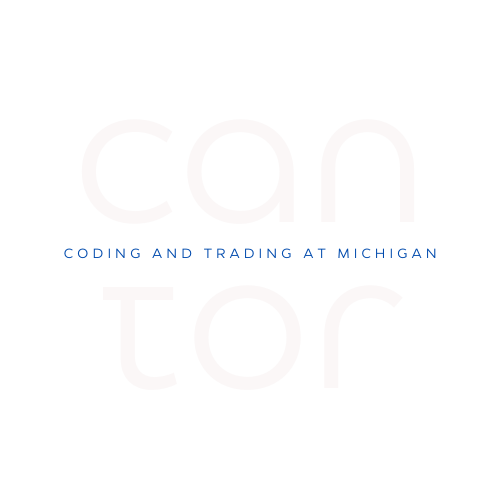 can
CODING AND TRADING AT MICHIGAN
tor